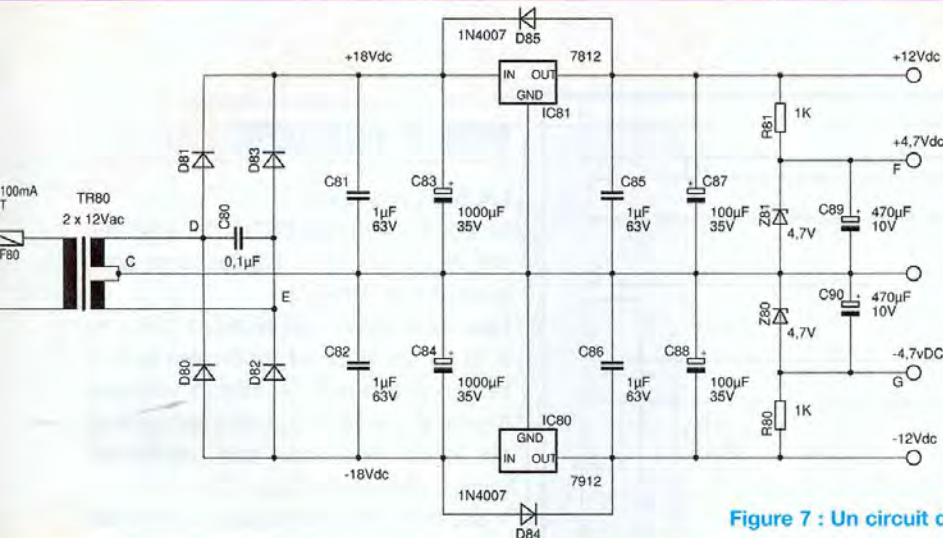 1N4007
D85
+18Vdc
7812
+12Vdc
IN OUT
GND
IC81
R81
1K
D81
D83
+4,7Vdc
F
100mA
T
F80
TR80
2 x 12Vac
C81
1µF
63V
C83
+
1000µF
35V
C85
1µF
63V
C87
+
100µF
35V
Z81
4,7V
C89
+
470µF
10V
D
C80
0,1µF
C
E
Z80
4,7V
C90
+
470µF
10V
D80
D82
C82
1µF
63V
C84
+
1000µF
35V
C86
1µF
63V
C88
+
100µF
35V
-4,7vDC
G
R80
1K
IC80
GND
IN OUT
7912
-18Vdc
-12Vdc
1N4007
D84
Figure 7 : Un circuit